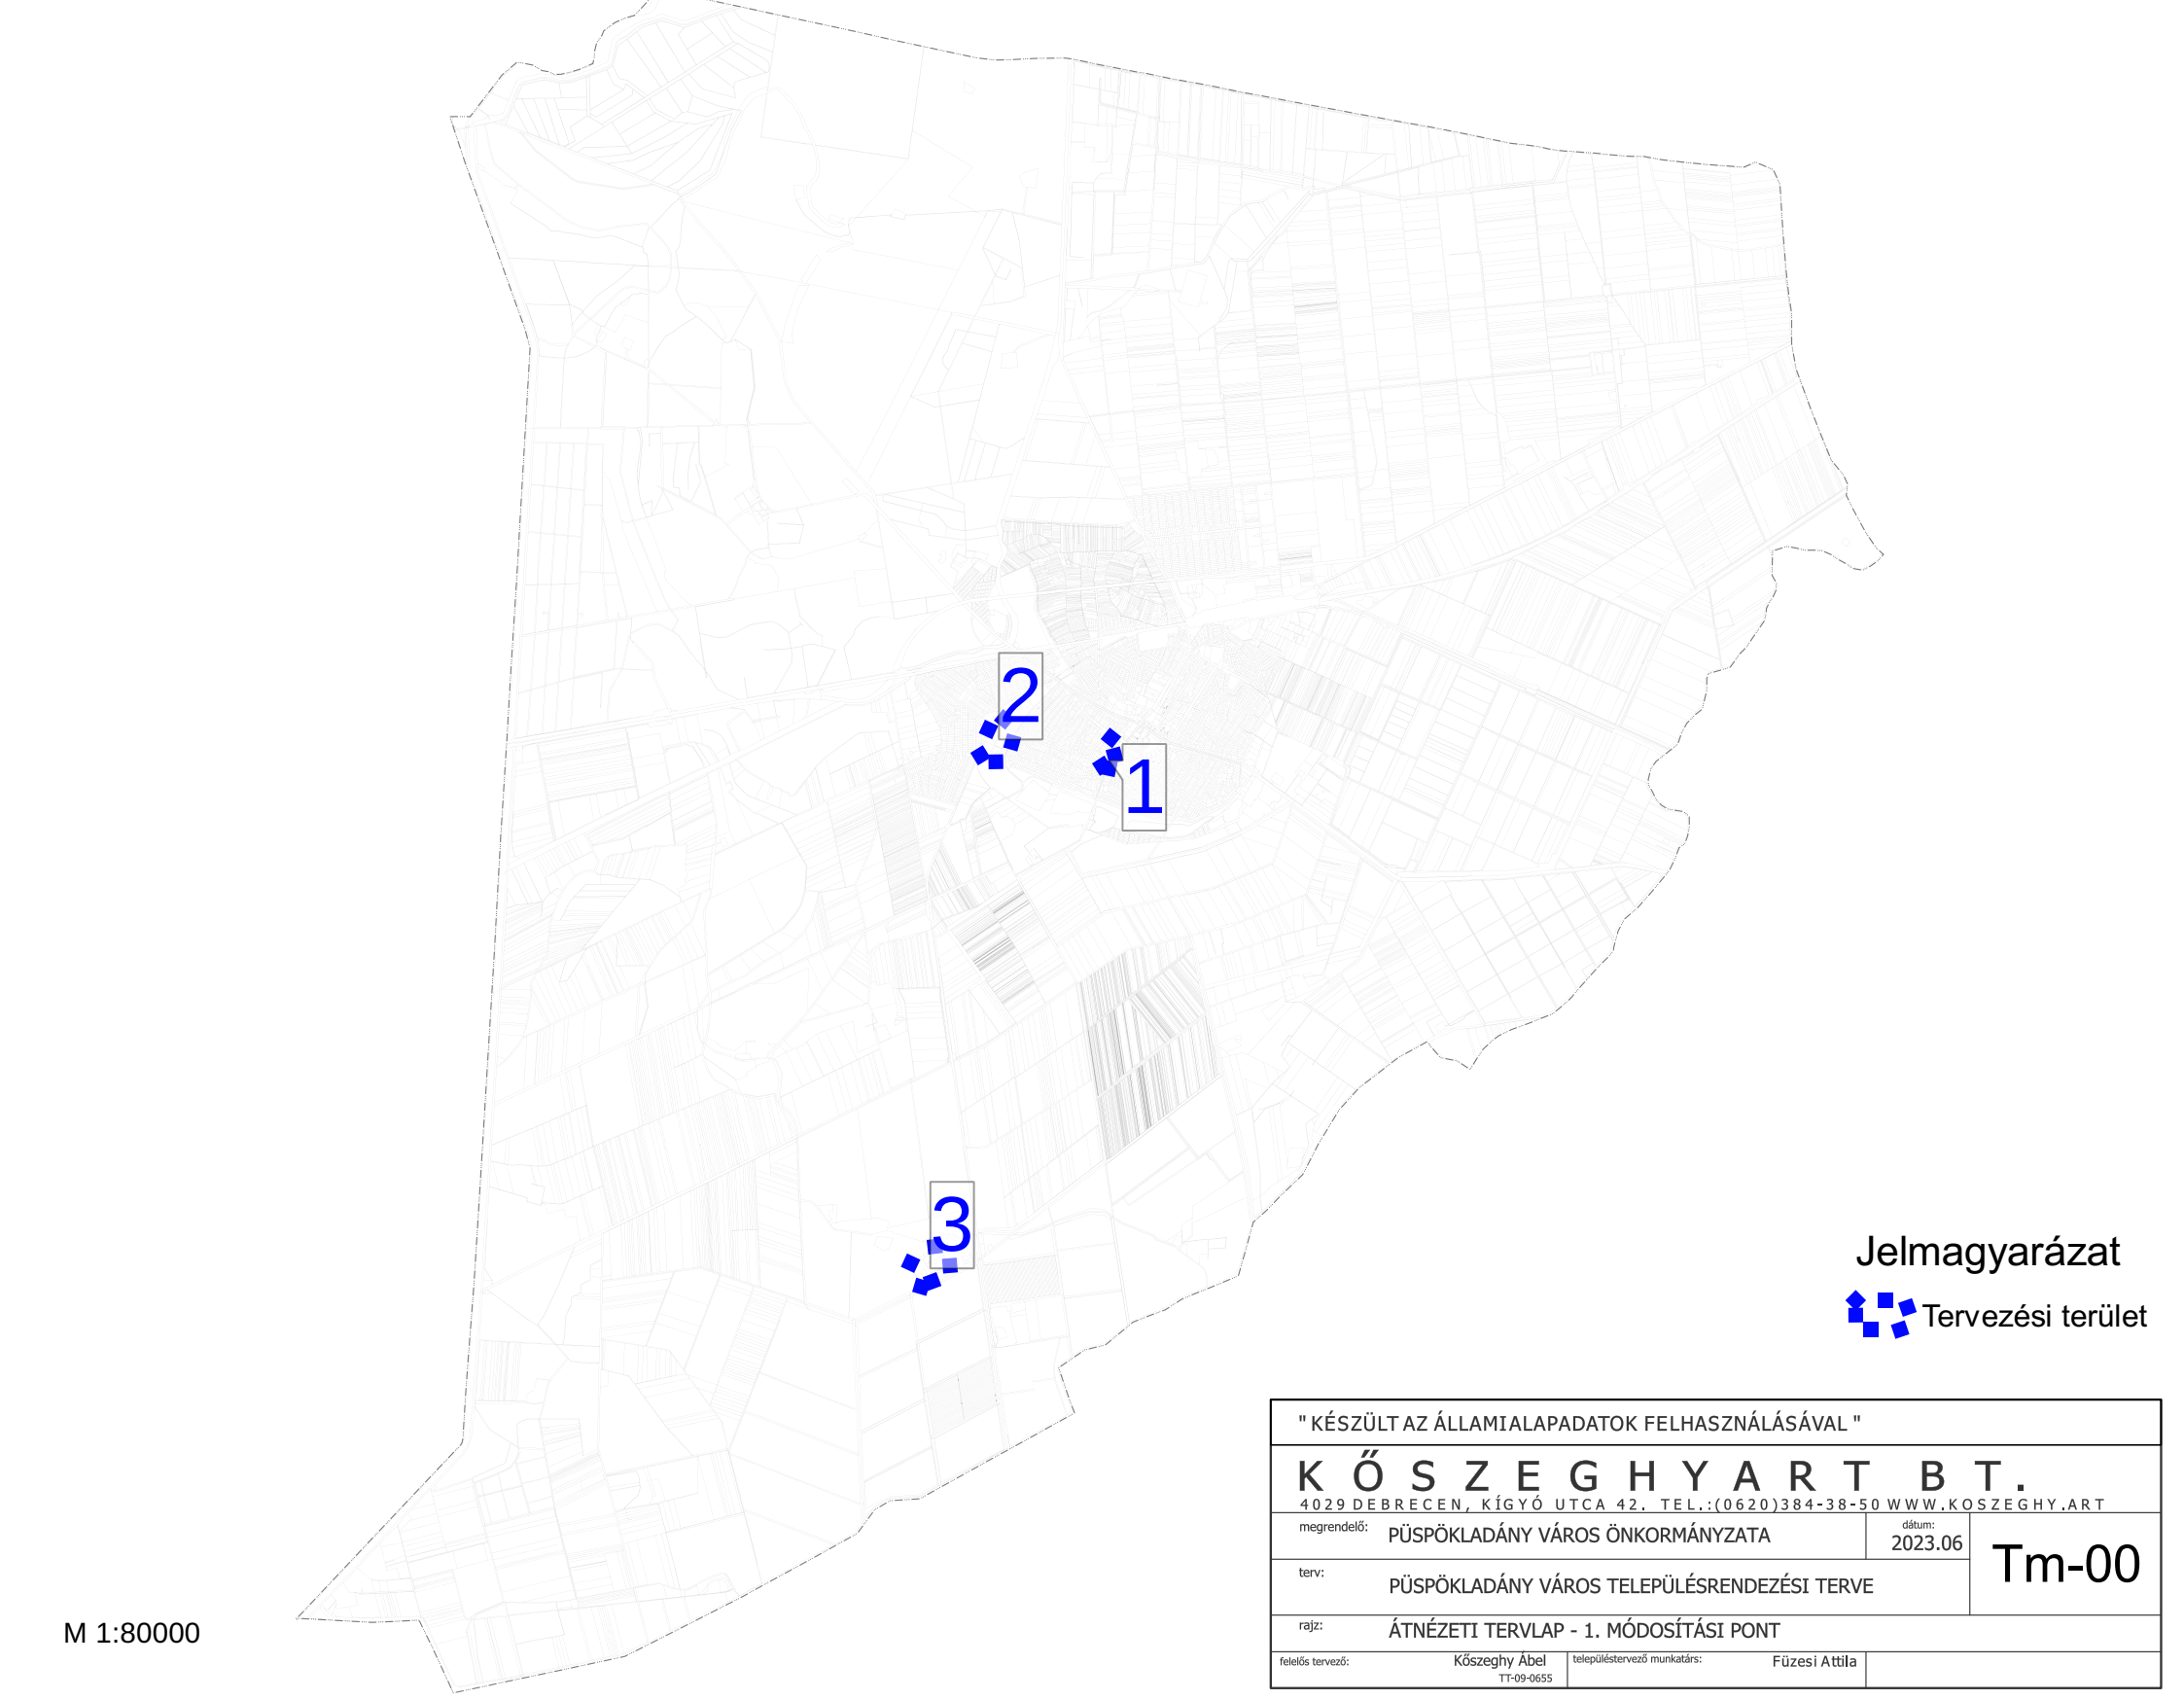 2
1
3
Jelmagyarázat
Tervezési terület
M 1:80000
" KÉSZÜLT AZ ÁLLAMI ALAPADATOK FELHASZNÁLÁSÁVAL "
KŐSZEGHYART BT.
4029 DEBRECEN, KÍGYÓ UTCA 42. TEL.:(0620)384-38-50 WWW.KOSZEGHY.ART
megrendelő: PÜSPÖKLADÁNY VÁROS ÖNKORMÁNYZATA
dátum:
2023.06
Tm-00
terv: PÜSPÖKLADÁNY VÁROS TELEPÜLÉSRENDEZÉSI TERVE
rajz: ÁTNÉZETI TERVLAP - 1. MÓDOSÍTÁSI PONT
felelős tervező: Kőszeghy Ábel
TT-09-0655
településtervező munkatárs: Füzesi Attila